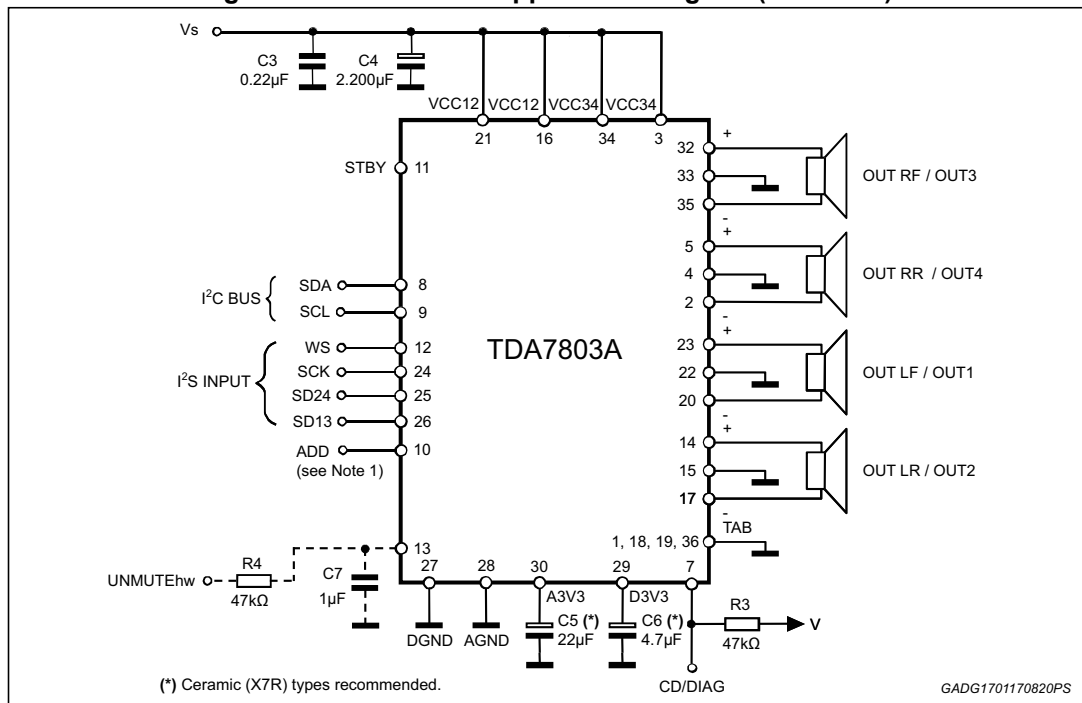 Vs
C3
0.22µF
C4
2.200µF
VCC12 VCC12 VCC34 VCC34
21 16 34 3
STBY 11
I²C BUS
SDA 8
SCL 9
I²S INPUT
WS 12
SCK 24
SD24 25
SD13 26
ADD 10
(see Note 1)
TDA7803A
+
32
33
35
-
OUT RF / OUT3
+
5
4
2
-
OUT RR / OUT4
+
23
22
20
-
OUT LF / OUT1
+
14
15
17
-
OUT LR / OUT2
TAB
1, 18, 19, 36
13
UNMUTEhw
R4
47kΩ
C7
1µF
27 28 30 29 7
A3V3 D3V3
DGND AGND
C5 (*)
22µF
C6 (*)
4.7µF
R3
47kΩ
V
CD/DIAG
(*) Ceramic (X7R) types recommended.
GADG1701170820PS